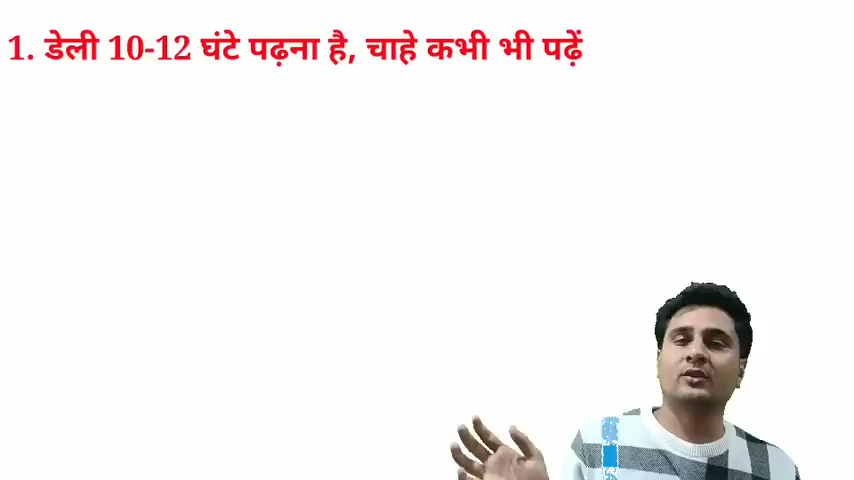 1. डेली 10-12 घंटे पढ़ना है, चाहे कभी भी पढ़ें